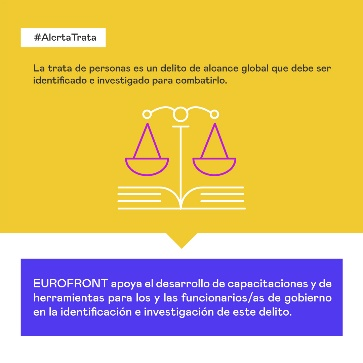 #AlertaTrata
La trata de personas es un delito de alcance global que debe ser
identificado e investigado para combatirlo.
EUROFRONT apoya el desarrollo de capacitaciones y de
herramientas para los y las funcionarios/as de gobierno
en la identificación e investigación de este delito.